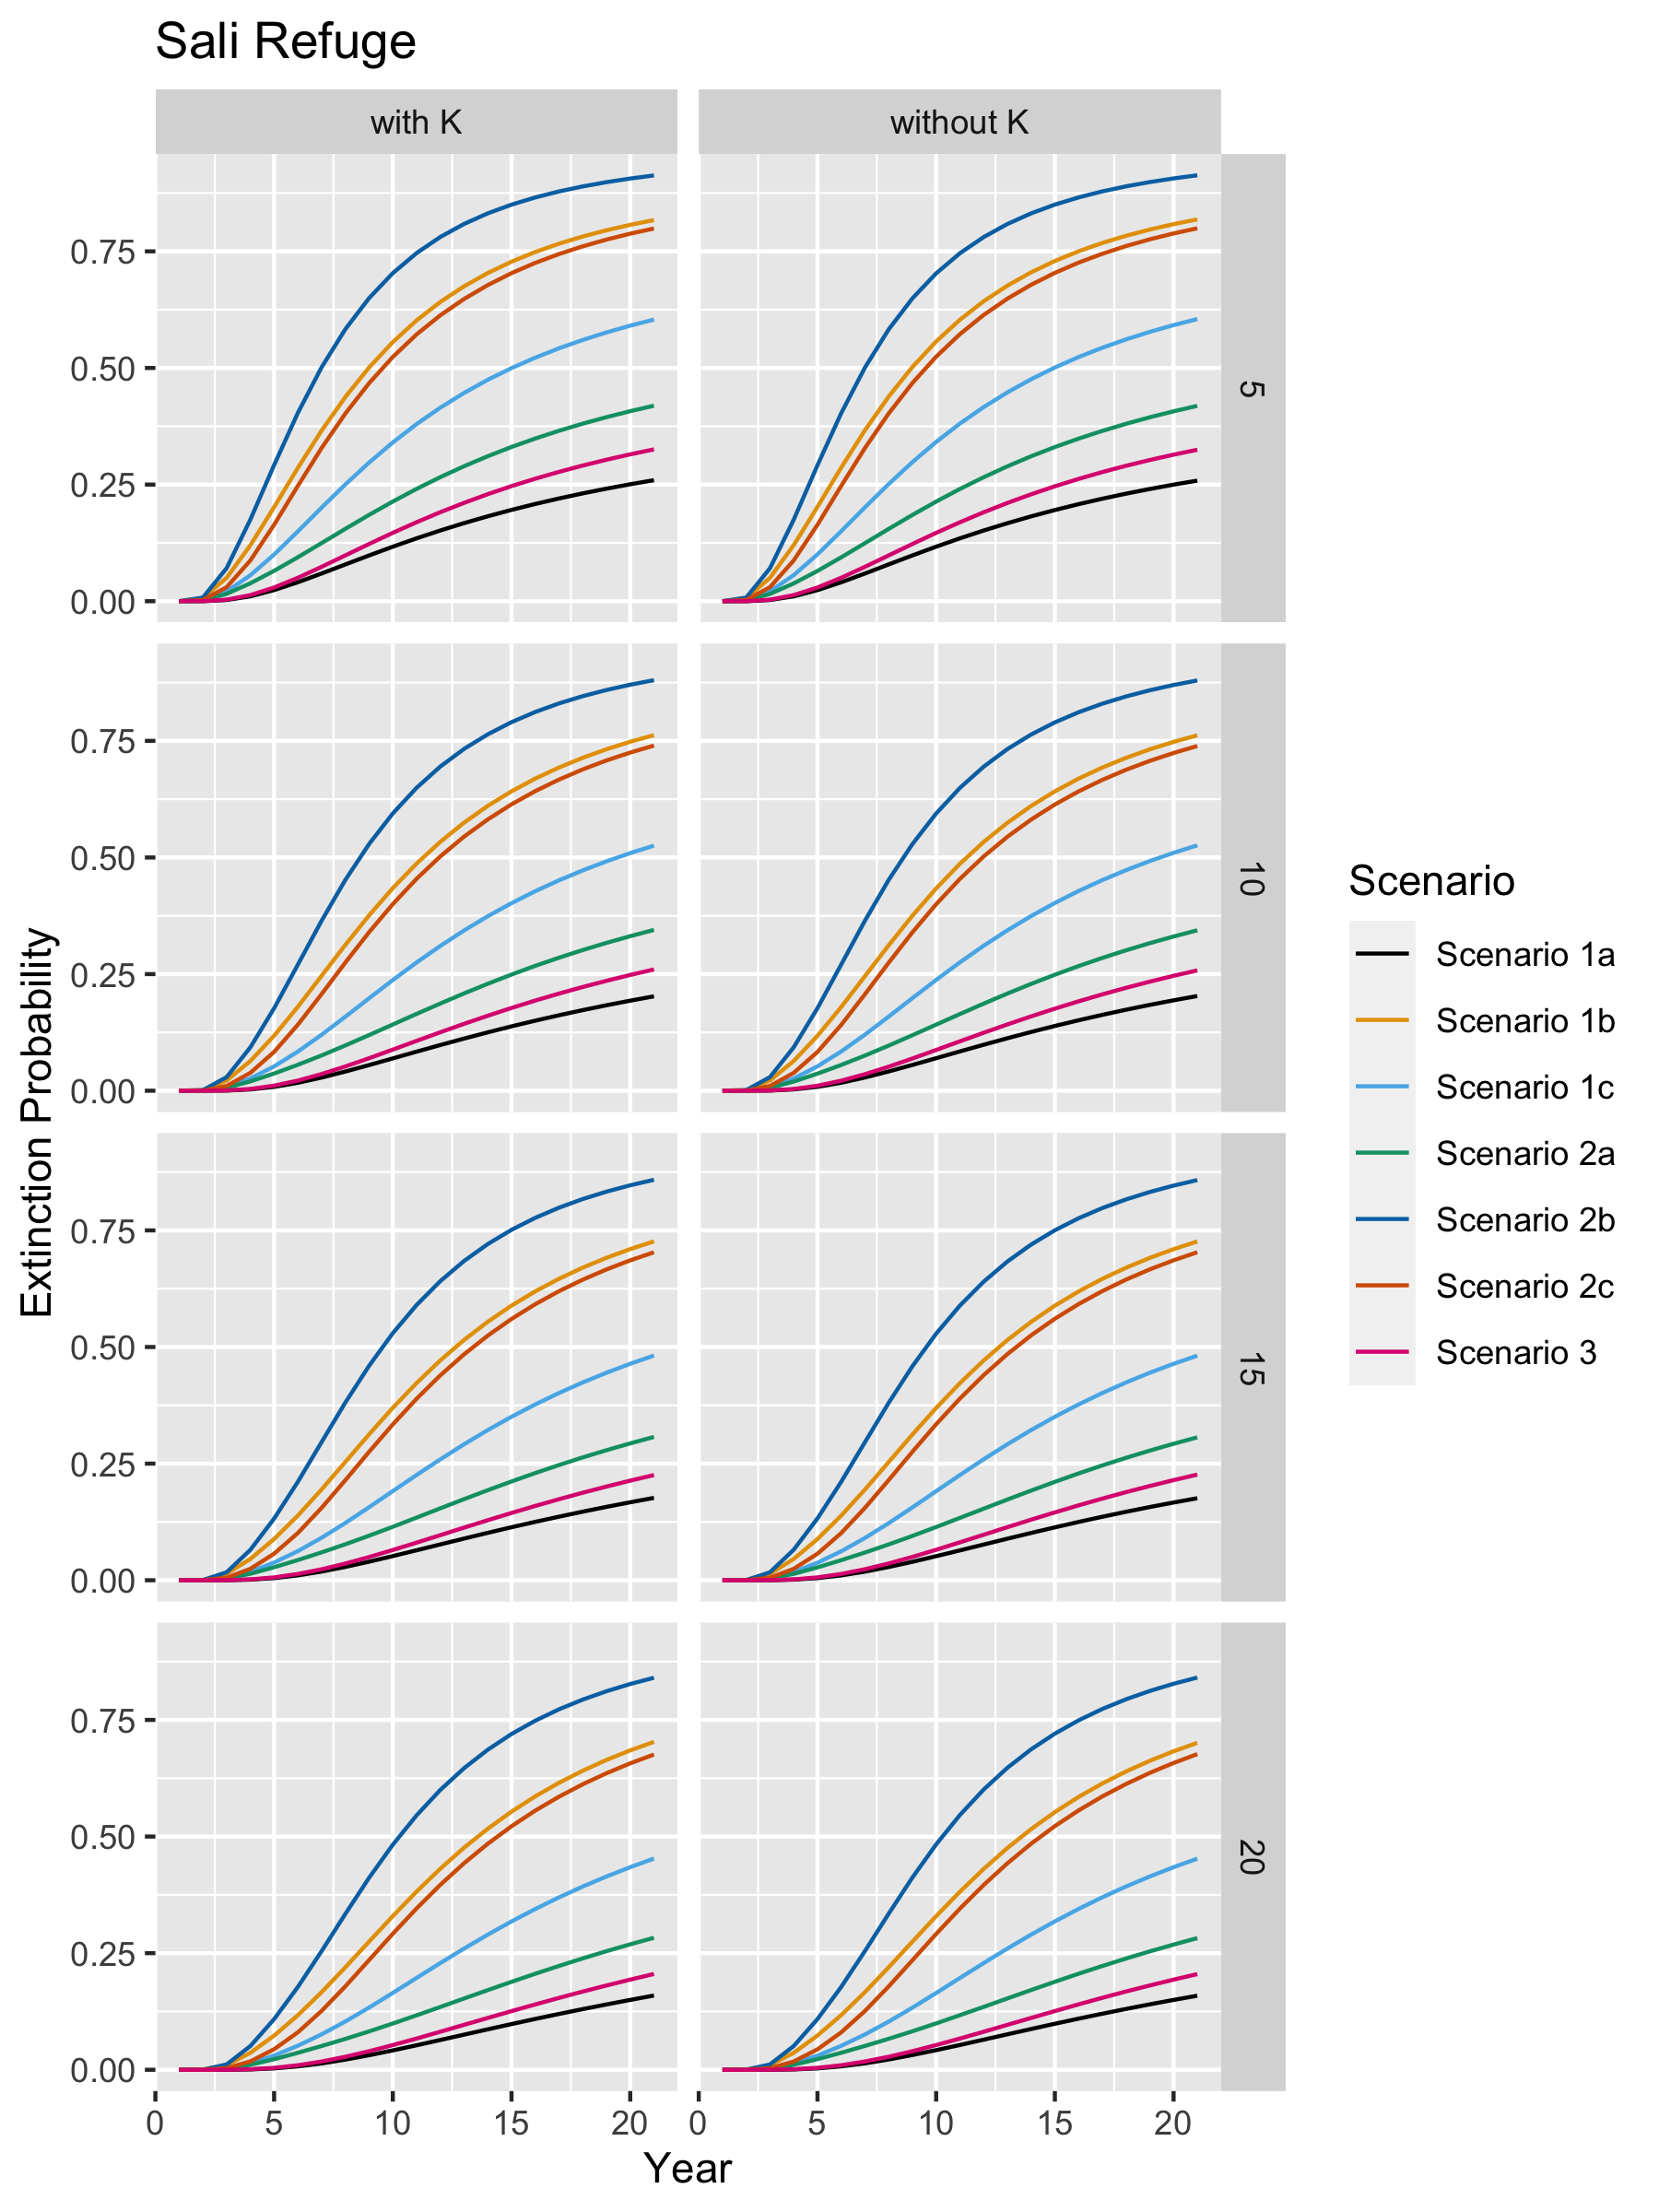 Sali Refuge
with K
without K
0.75
0.50
0.25
0.00
5
0.75
0.50
0.25
0.00
10
0.75
0.50
0.25
0.00
15
0.75
0.50
0.25
0.00
20
0 5 10 15 20
0 5 10 15 20
Year
Extinction Probability
Scenario
Scenario 1a
Scenario 1b
Scenario 1c
Scenario 2a
Scenario 2b
Scenario 2c
Scenario 3